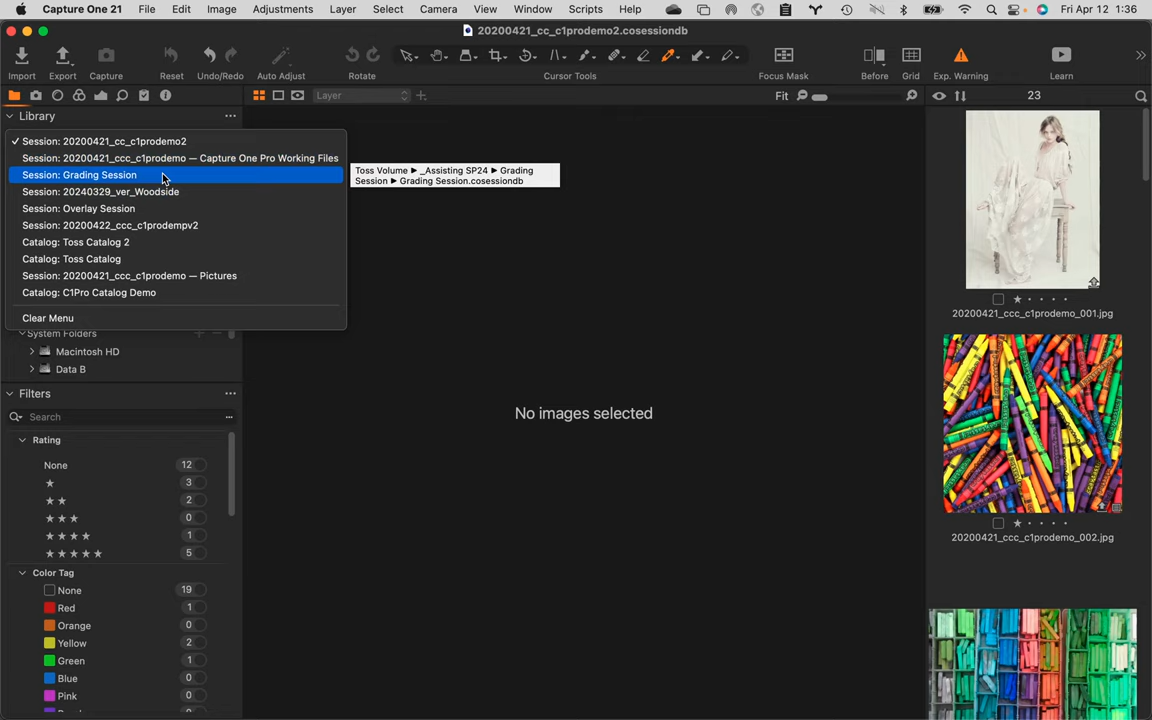 Capture One 21 File Edit Image Adjustments Layer Select Camera View Window Scripts Help Fri Apr 12 1:36
20200421_cc_c1prodemo2.cosessiondb
Import Export Capture Reset Undo/Redo Auto Adjust Rotate Cursor Tools Focus Mask Before Grid Exp. Warning Learn
Layer Fit 23
Library
Session: 20200421_cc_c1prodemo2
Session: 20200421_ccc_c1prodemo — Capture One Pro Working Files
Session: Grading Session
Session: 20240329_ver_Woodside
Session: Overlay Session
Session: 20200422_ccc_c1prodempv2
Catalog: Toss Catalog 2
Catalog: Toss Catalog
Session: 20200421_ccc_c1prodemo — Pictures
Catalog: C1Pro Catalog Demo
Clear Menu
Toss Volume ▶ _Assisting SP24 ▶ Grading
Session ▶ Grading Session.cosessiondb
System Folders
Macintosh HD
Data B
Filters
Search
Rating
None 12
★ 3
★★ 2
★★★ 0
★★★★ 1
★★★★★ 5
Color Tag
None 19
Red 1
Orange 0
Yellow 2
Green 1
Blue 0
Pink 0
No images selected
20200421_ccc_c1prodemo_001.jpg
20200421_ccc_c1prodemo_002.jpg